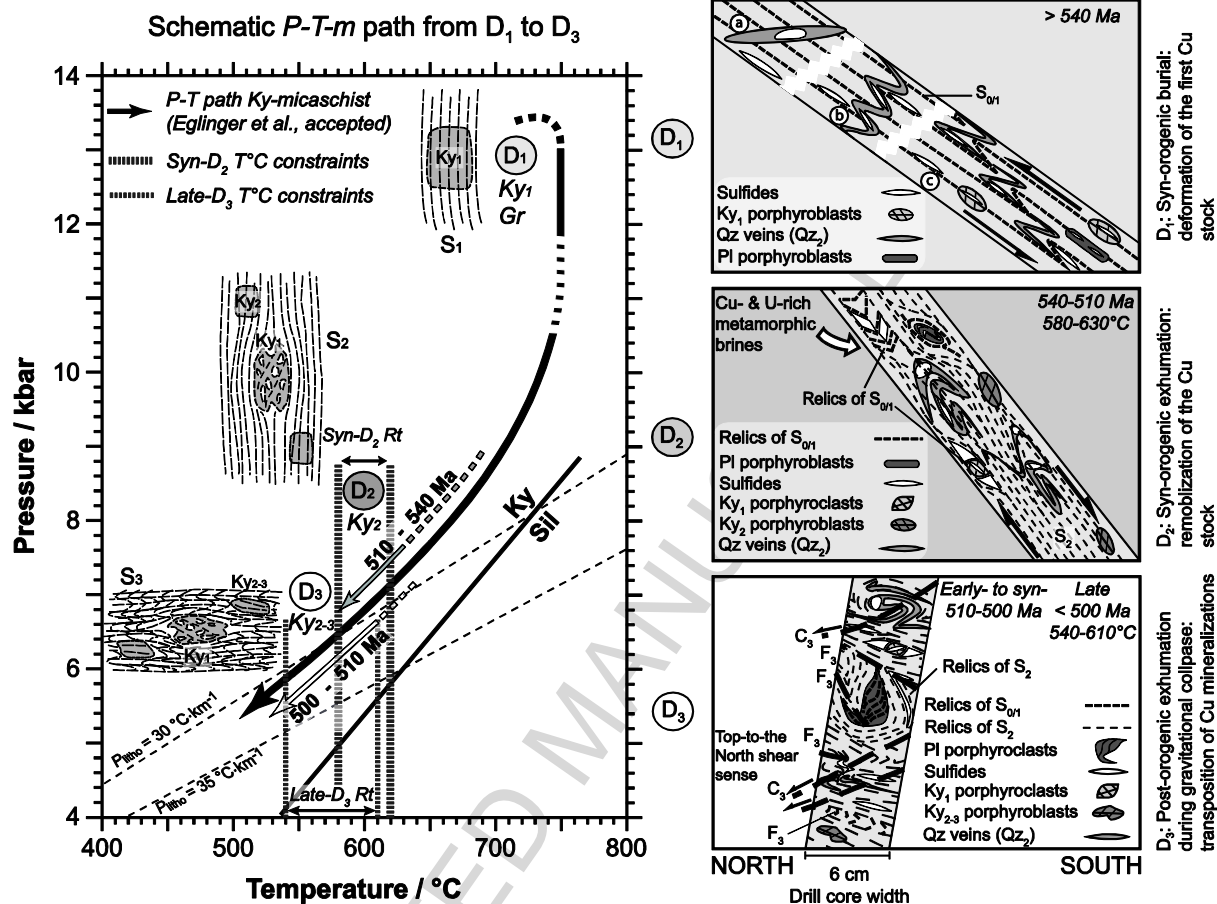 Schematic P-T-m path from D1 to D3
14
12
10
8
6
4
400
500
600
700
800
Pressure / kbar
Temperature / °C
P-T path Ky-micaschist
(Eglinger et al., accepted)
Syn-D2 T°C constraints
Late-D3 T°C constraints
Ky1
S1
D1
Ky1
Gr
Ky2
Ky1
S2
Syn-D2 Rt
D2
Ky2
510 - 540 Ma
Ky
Sil
S3
Ky2-3
Ky1
D3
Ky2-3
500 - 510 Ma
Plitho = 30 °C·km-1
Plitho = 35 °C·km-1
Late-D3 Rt
D1
a
b
c
> 540 Ma
S0/1
Sulfides
Ky1 porphyroblasts
Qz veins (Qz2)
Pl porphyroblasts
D1: Syn-orogenic burial:
deformation of the first Cu
stock
D2
Cu- & U-rich
metamorphic
brines
540-510 Ma
580-630°C
Relics of S0/1
Relics of S0/1
Pl porphyroblasts
Sulfides
Ky1 porphyroclasts
Ky2 porphyroblasts
Qz veins (Qz2)
S2
D2: Syn-orogenic exhumation:
remoblization of the Cu
stock
D3
Early- to syn-
510-500 Ma
Late
< 500 Ma
540-610°C
C3
F3
F3
Relics of S2
F3
Top-to-the
North shear
sense
C3
F3
Relics of S0/1
Relics of S2
Pl porphyroclasts
Sulfides
Ky1 porphyroclasts
Ky2-3 porphyroblasts
Qz veins (Qz2)
NORTH
SOUTH
6 cm
Drill core width
D3: Post-orogenic exhumation
during gravitational colipase:
transposition of Cu mineralizations
ED MANU